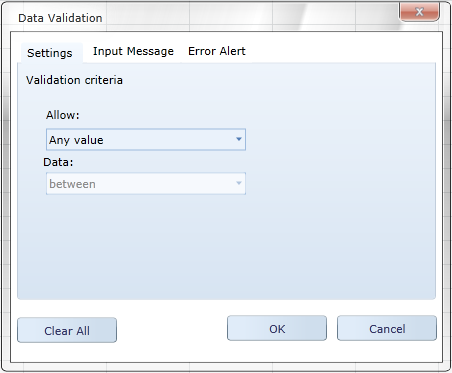 Data Validation
Settings Input Message Error Alert
Validation criteria
Allow:
Any value
Data:
between
Clear All OK Cancel